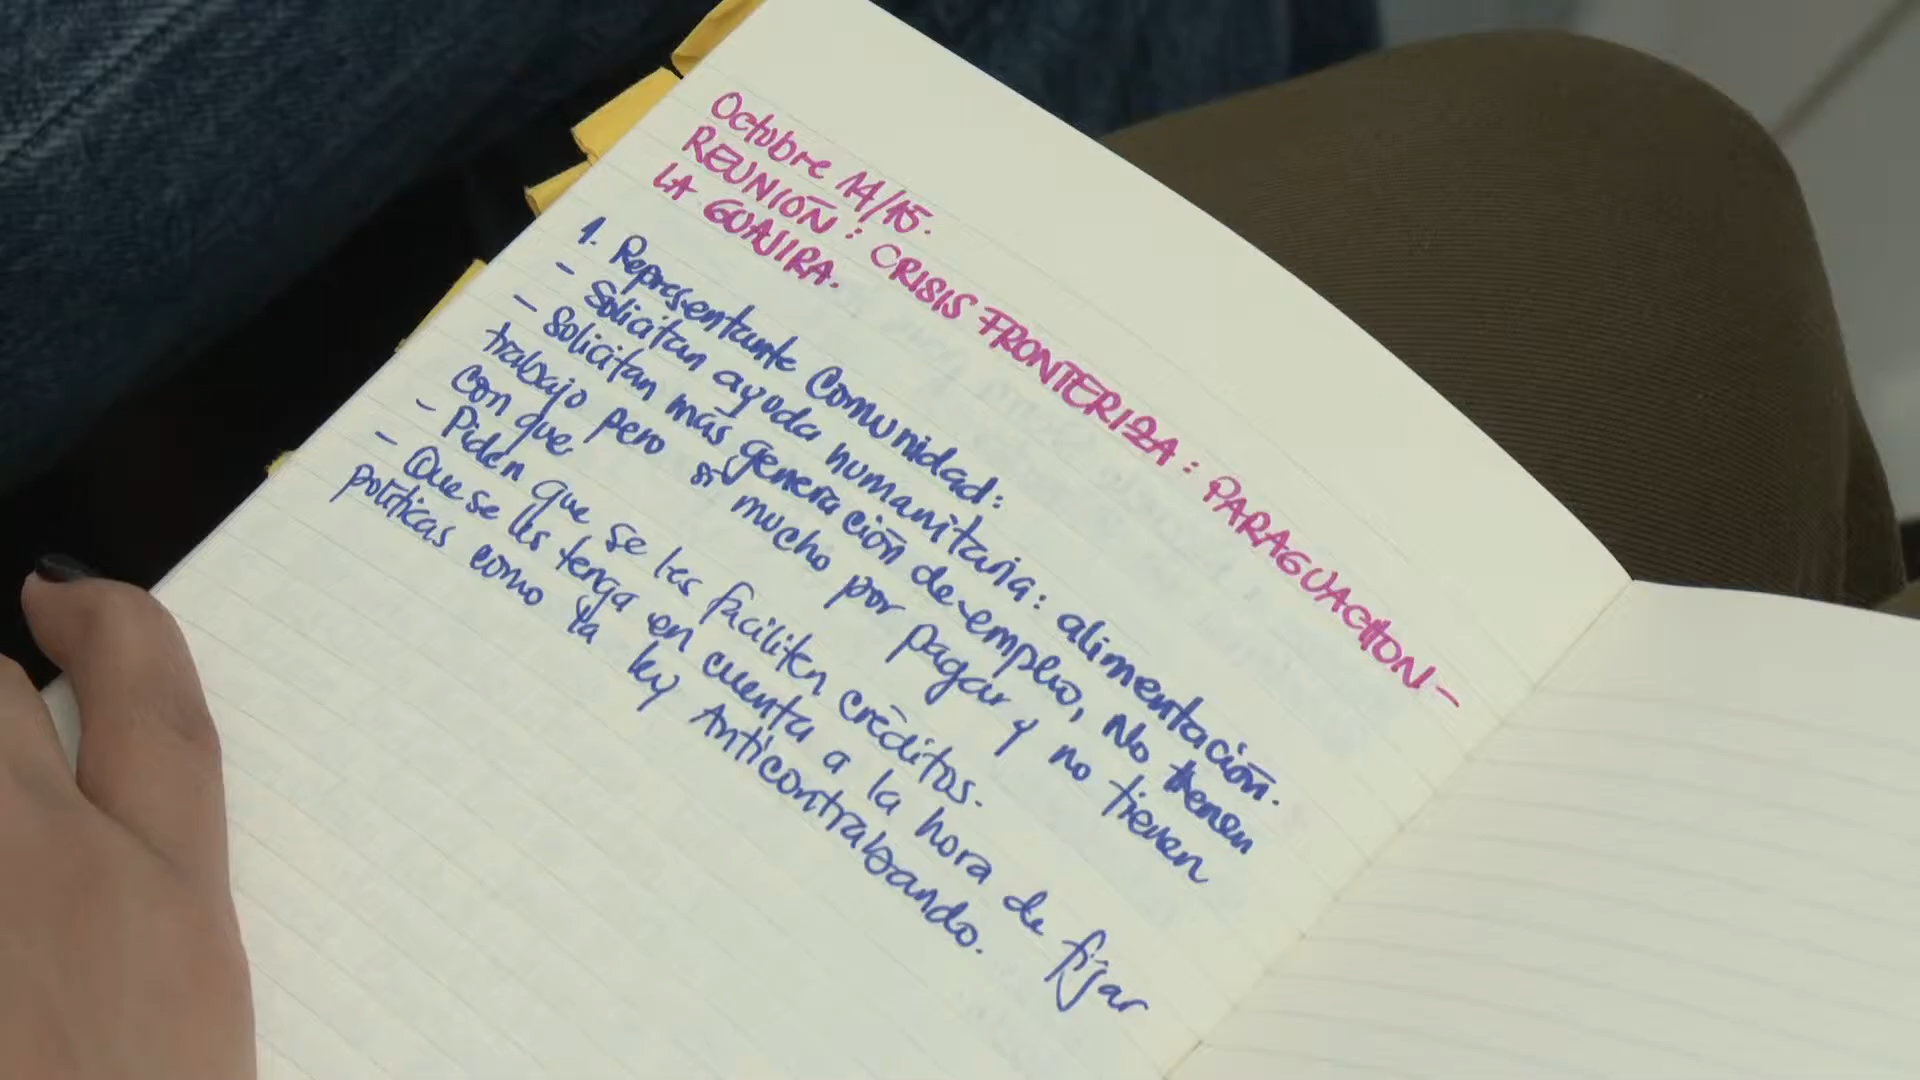 Octubre 14/15.
REUNIÓN: CRISIS FRONTERIZA: PARAGUACHON-
LA GUAJIRA.
1. Representante Comunidad:
- Solicitan ayuda humanitaria: alimentación.
- Solicitan más generación de empleo, No tienen
trabajo pero si mucho por pagar y no tienen
con que
- Piden que se les faciliten créditos.
- Que se les tenga en cuenta a la hora de fijar
políticas como la ley Anticontrabando.